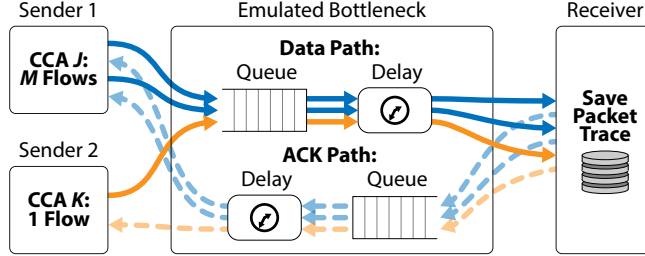 Sender 1
Emulated Bottleneck
Receiver
CCA J:
M Flows
Data Path:
Queue
Delay
Save
Packet
Trace
Sender 2
CCA K:
1 Flow
ACK Path:
Delay
Queue